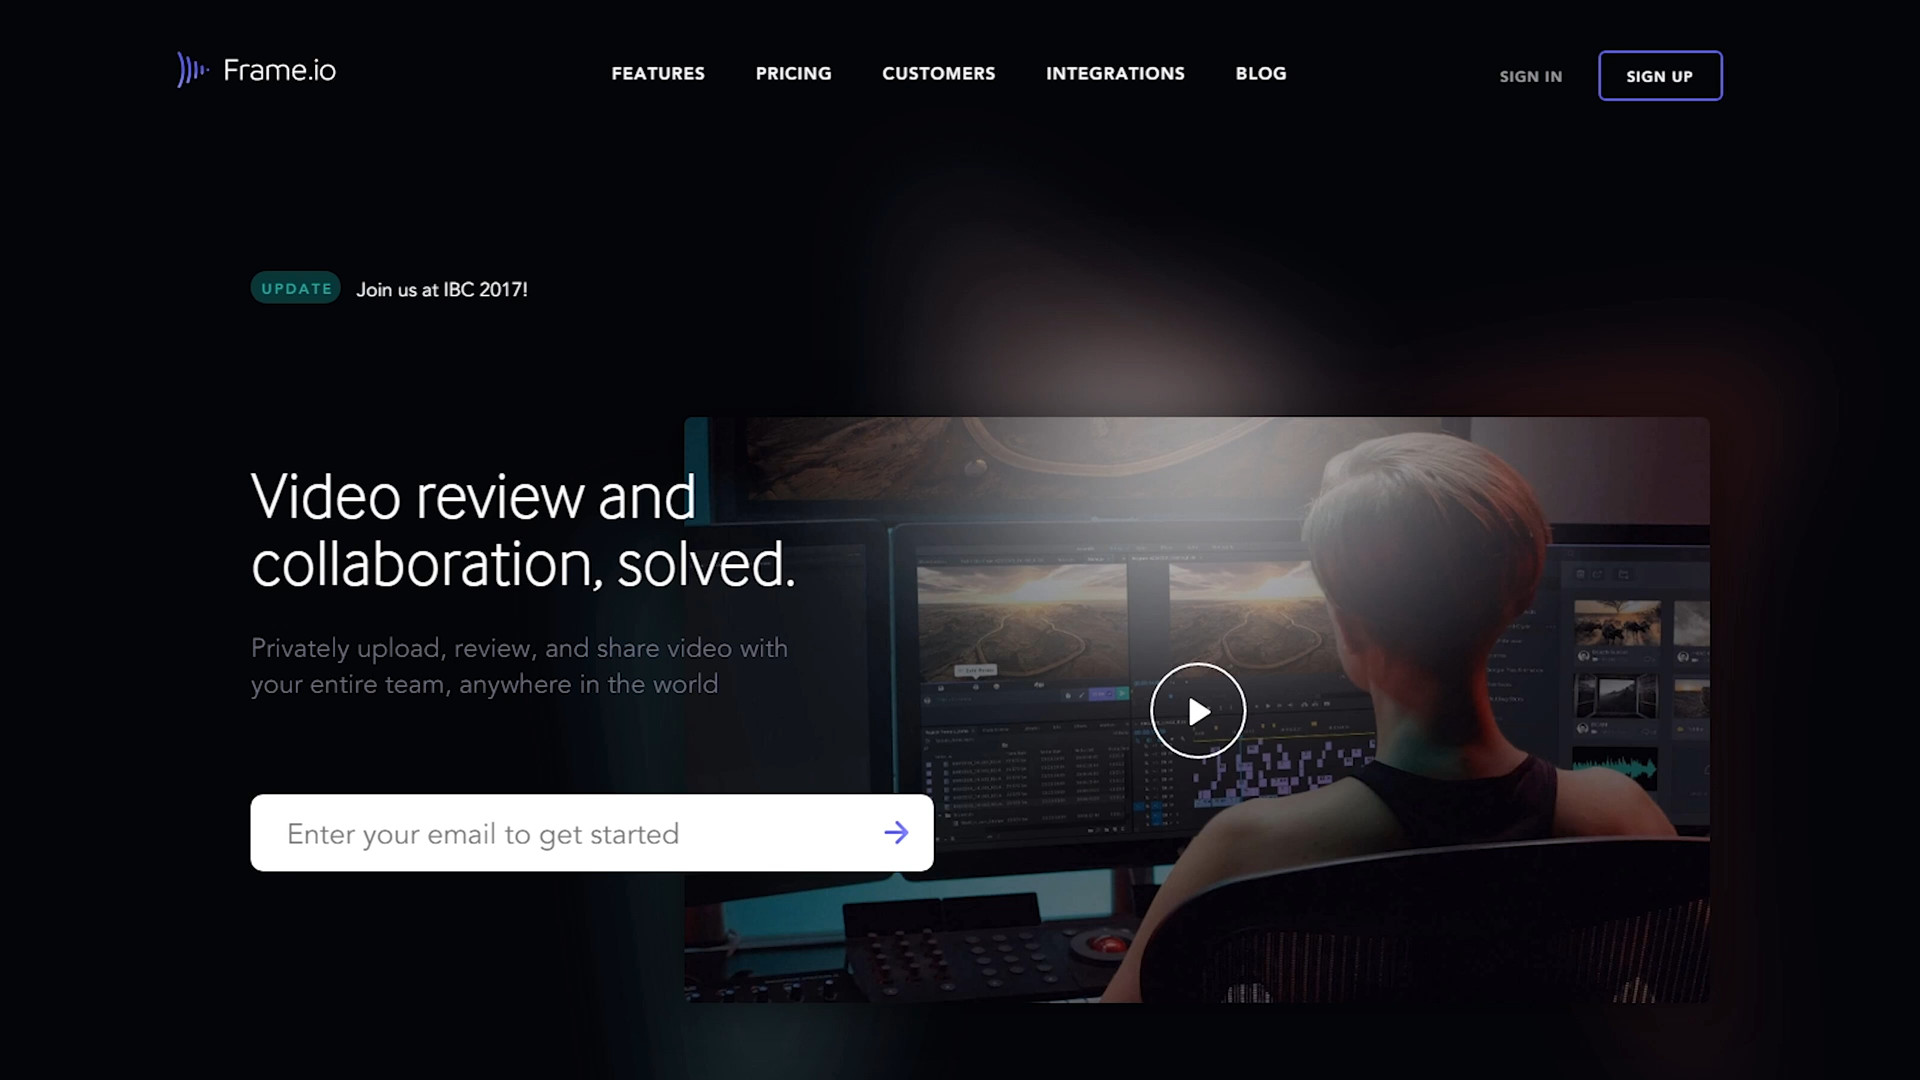 Frame.io
FEATURES
PRICING
CUSTOMERS
INTEGRATIONS
BLOG
SIGN IN
SIGN UP
UPDATE
Join us at IBC 2017!
Video review and
collaboration, solved.
Privately upload, review, and share video with
your entire team, anywhere in the world
Enter your email to get started